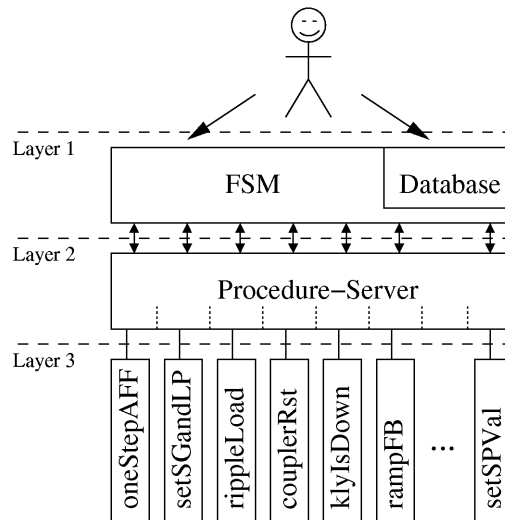 Layer 1
FSM
Database
Layer 2
Procedure−Server
Layer 3
oneStepAFF
setSGandLP
rippleLoad
couplerRst
klyIsDown
rampFB
...
setSPVal